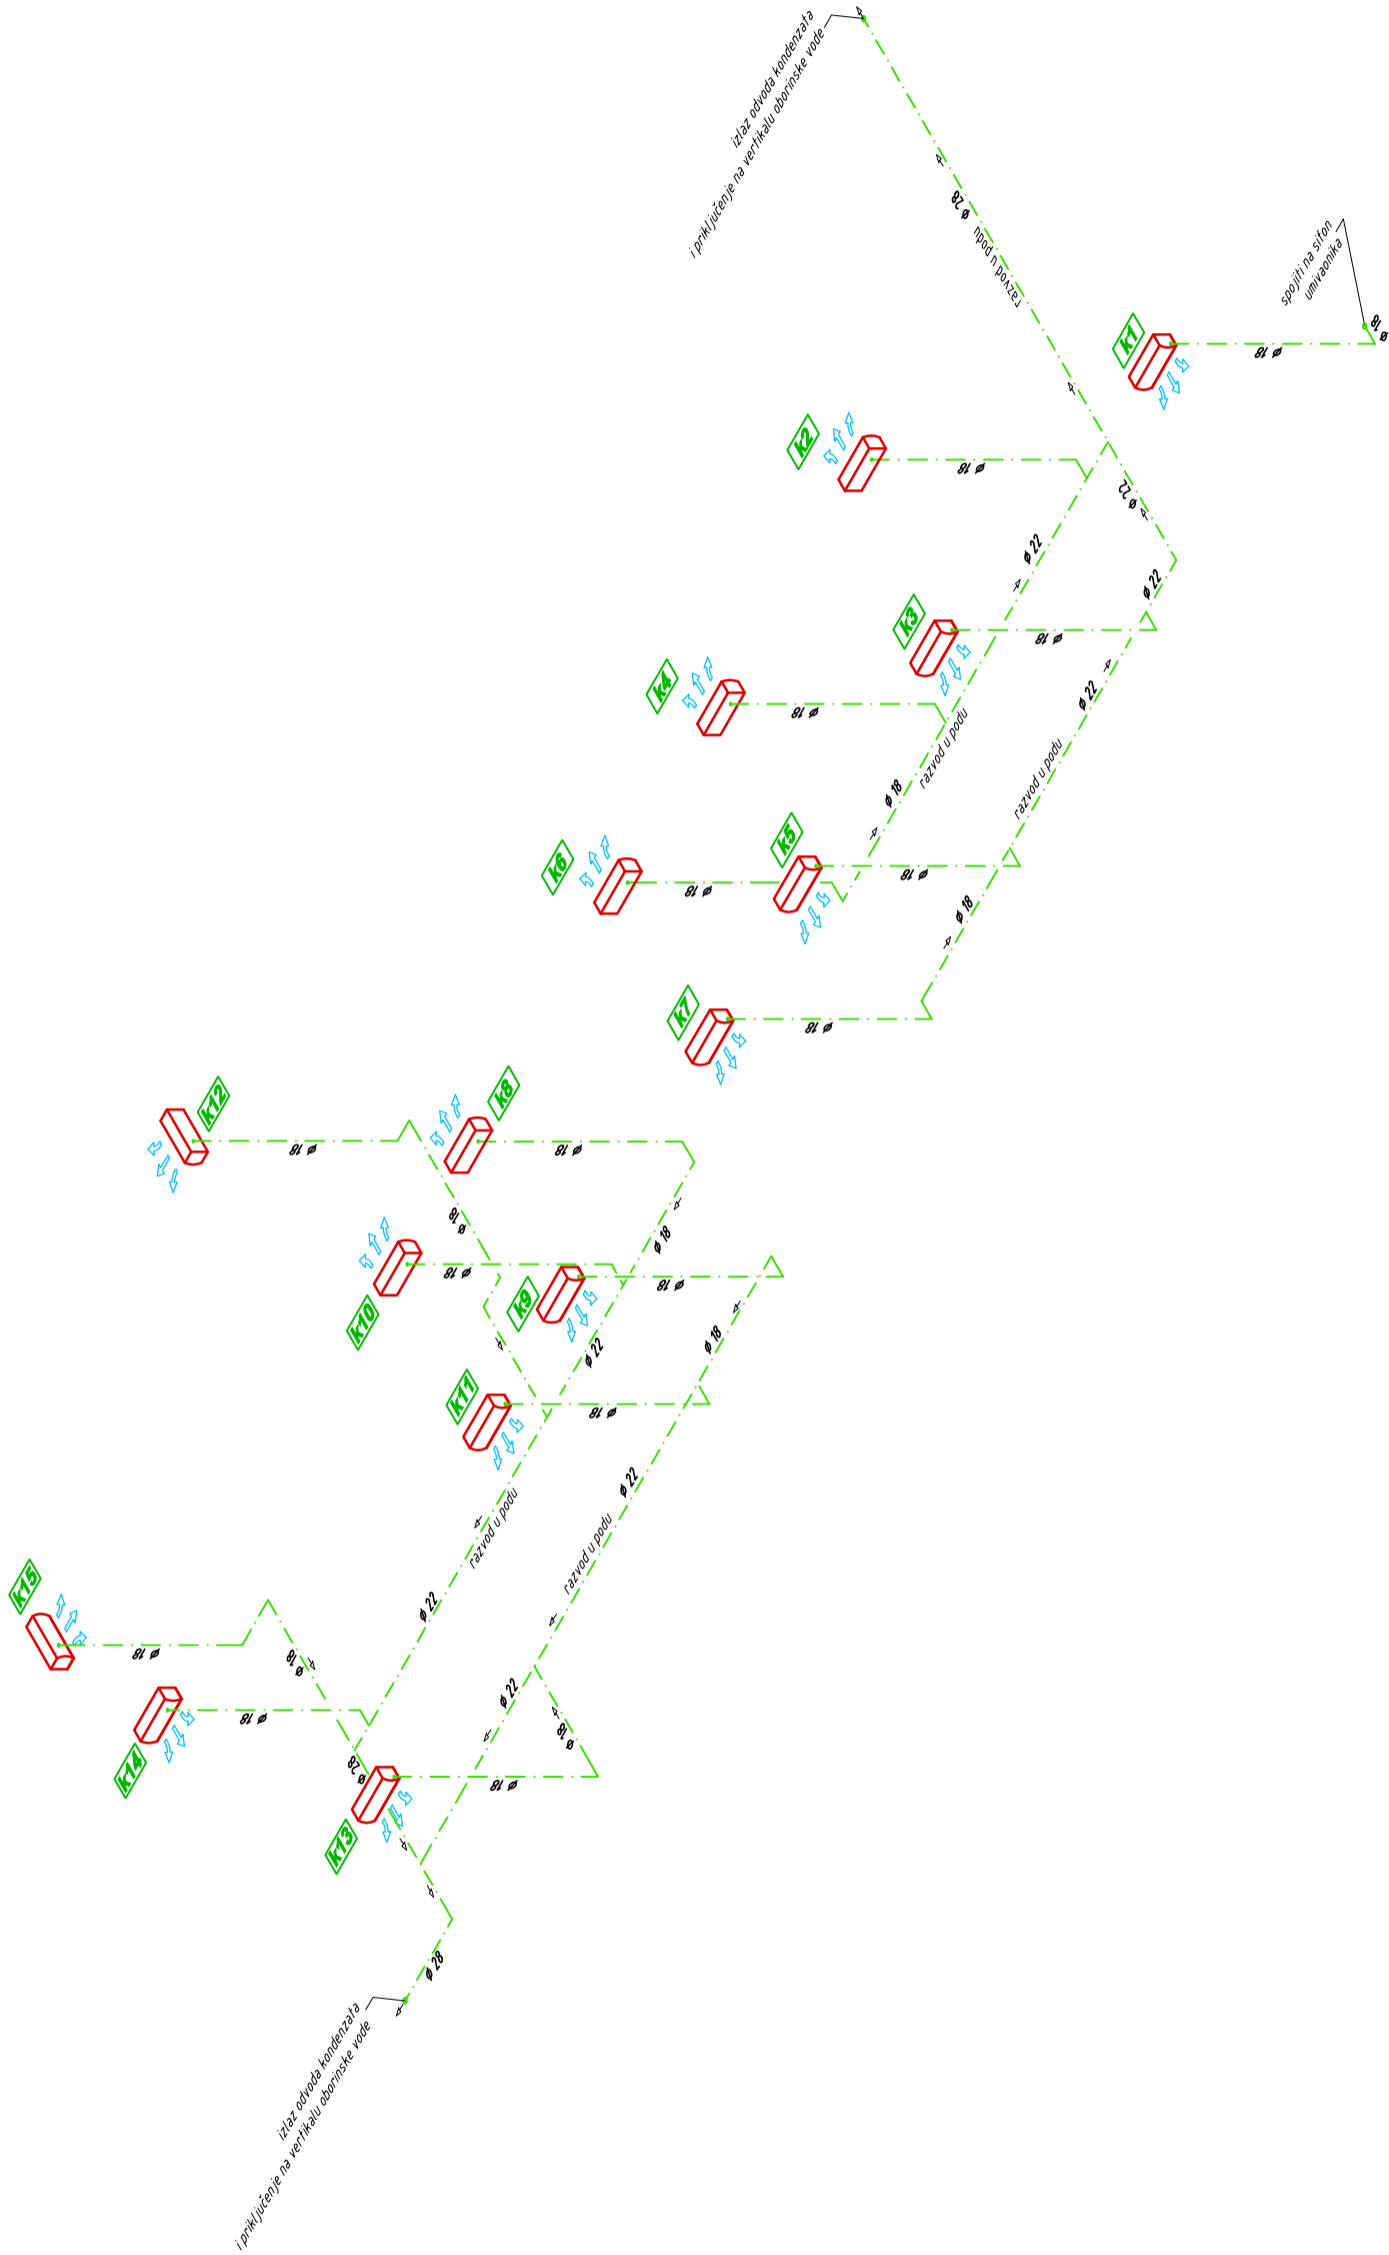 izlaz odvoda kondenzata
i priključenje na vertikalu oborinske vode
ø 28
razvod u podu
spojiti na sifon
umivaonika
ø 18
k1
ø 18
k2
ø 18
ø 22
ø 22
ø 22
k3
ø 18
k4
ø 18
ø 22
razvod u podu
razvod u podu
ø 18
k5
ø 18
k6
ø 18
ø 18
k7
ø 18
k12
ø 18
k8
ø 18
ø 18
ø 18
k10
ø 18
k9
ø 18
ø 22
ø 18
k11
ø 18
ø 22
razvod u podu
razvod u podu
ø 22
k15
ø 18
ø 18
k14
ø 18
ø 22
ø 18
ø 28
k13
ø 18
ø 28
izlaz odvoda kondenzata
i priključenje na vertikalu oborinske vode